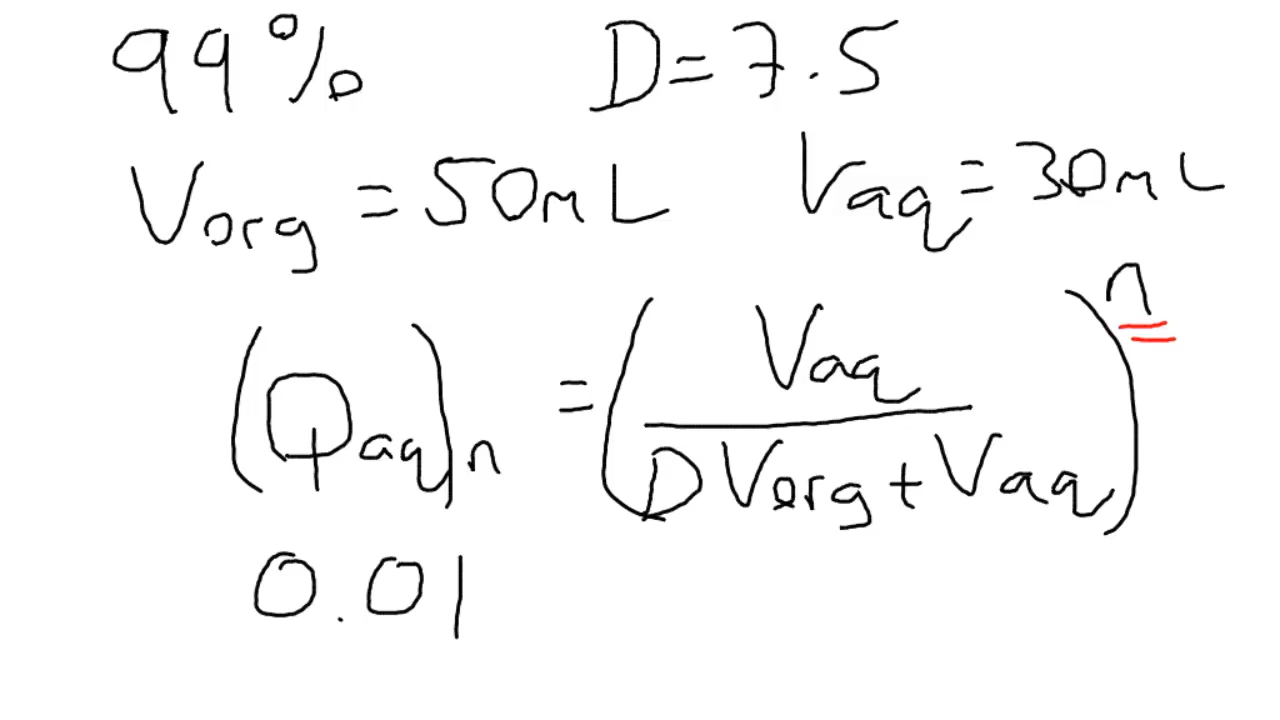 99% D=7.5
Vorg = 50mL Vaq = 30mL
(Qaq)n = (Vaq / DVorg + Vaq)^n
0.01